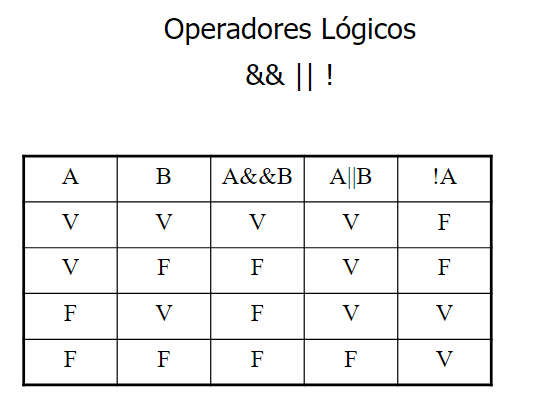 Operadores Lógicos
&& || !
A B A&&B A||B !A
V V V V F
V F F V F
F V F V V
F F F F V